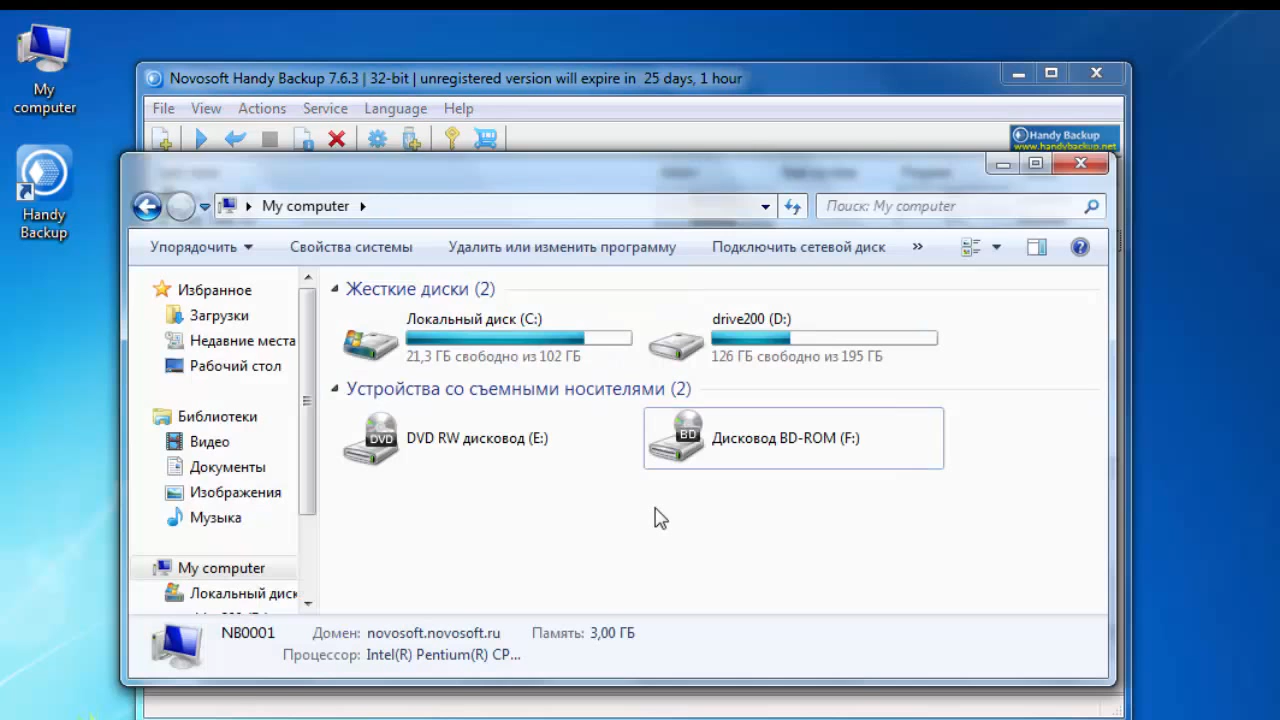 My
computer
Handy
Backup
Novosoft Handy Backup 7.6.3 | 32-bit | unregistered version will expire in 25 days, 1 hour
File View Actions Service Language Help
Handy Backup
www.handybackup.net
My computer
Поиск: My computer
Упорядочить Свойства системы Удалить или изменить программу Подключить сетевой диск »
Избранное
Загрузки
Недавние места
Рабочий стол
Библиотеки
Видео
Документы
Изображения
Музыка
My computer
Локальный диск
Жесткие диски (2)
Локальный диск (C:)
21,3 ГБ свободно из 102 ГБ
drive200 (D:)
126 ГБ свободно из 195 ГБ
Устройства со съемными носителями (2)
DVD
DVD RW дисковод (E:)
BD
Дисковод BD-ROM (F:)
NB0001 Домен: novosoft.novosoft.ru Память: 3,00 ГБ
Процессор: Intel(R) Pentium(R) CP...